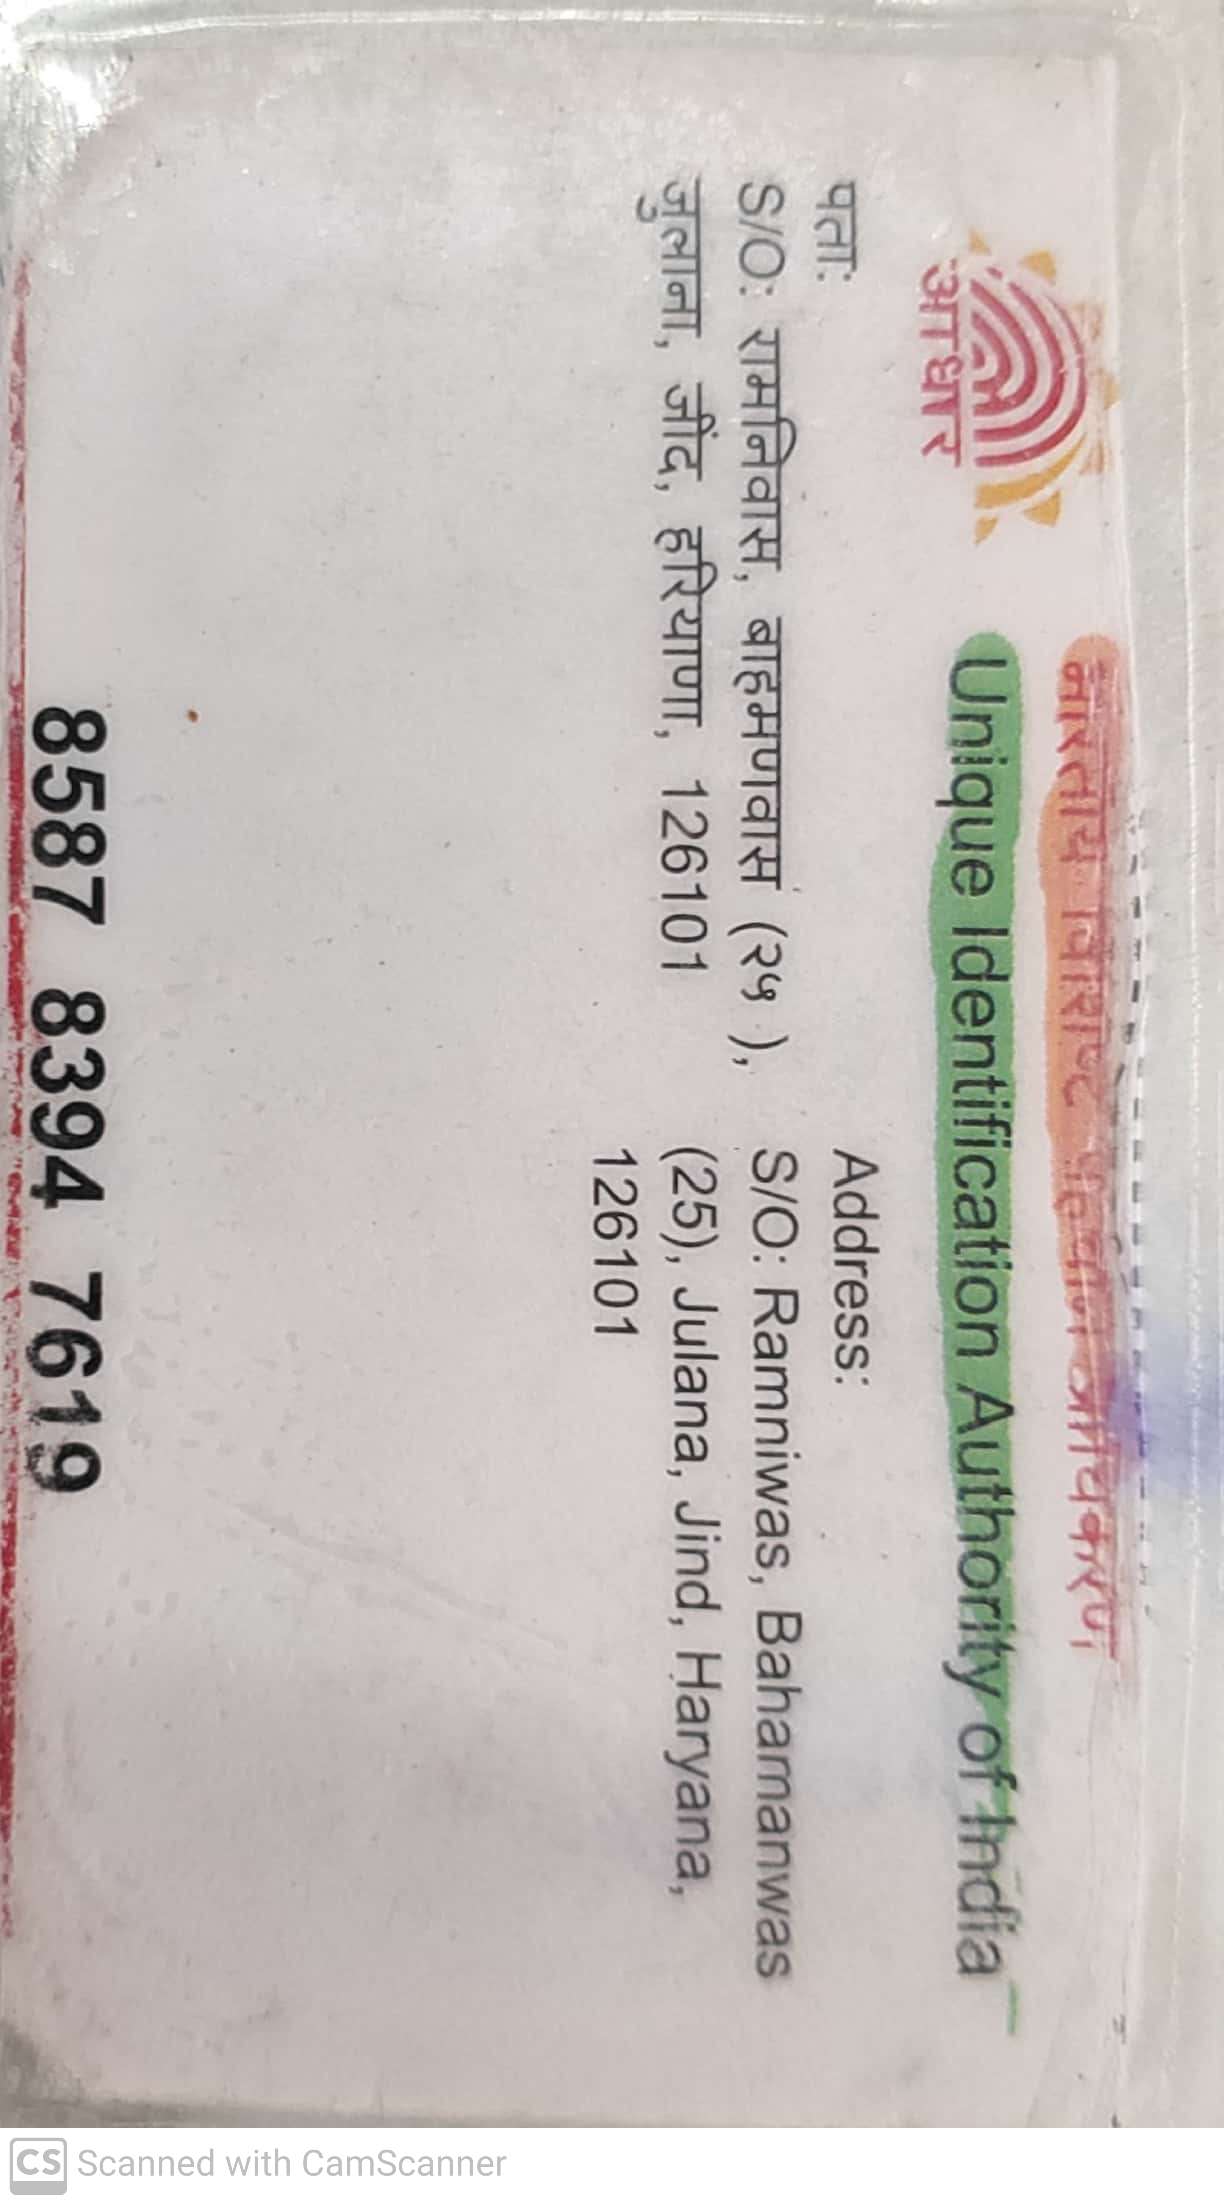 भारतीय विशिष्ट पहचान प्राधिकरण
Unique Identification Authority of India
आधार
पता:
S/O: रामनिवास, बाहमणवास (२५ ),
जुलाना, जींद, हरियाणा, 126101
Address:
S/O: Ramniwas, Bahamanwas
(25), Julana, Jind, Haryana,
126101
8587 8394 7619
CS Scanned with CamScanner